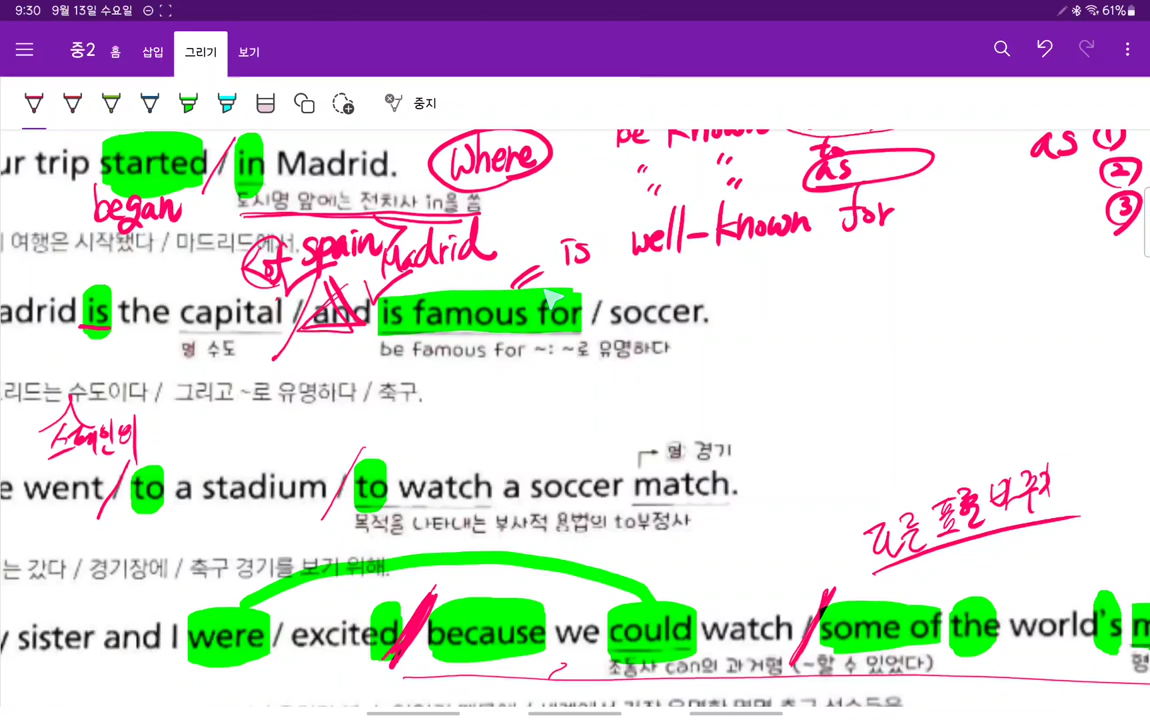 9:30 9월 13일 수요일 61%
중2 홈 삽입 그리기 보기
중지
be known
to
as ①
②
③
" " as
" "
ur trip started / in Madrid. where
began 도시명 앞에는 전치사 in을 씀
여행은 시작됐다 / 마드리드에서.
of spain Madrid is well-known for
adrid is the capital / and is famous for / soccer.
명 수도 be famous for ~: ~로 유명하다
리드는 수도이다 / 그리고 ~로 유명하다 / 축구.
스페인의
명 경기
e went / to a stadium / to watch a soccer match.
목적을 나타내는 부사적 용법의 to부정사
는 갔다 / 경기장에 / 축구 경기를 보기 위해.
y sister and I were / excited / because we could watch / some of the world's m
조동사 can의 과거형 (~할 수 있었다) 형